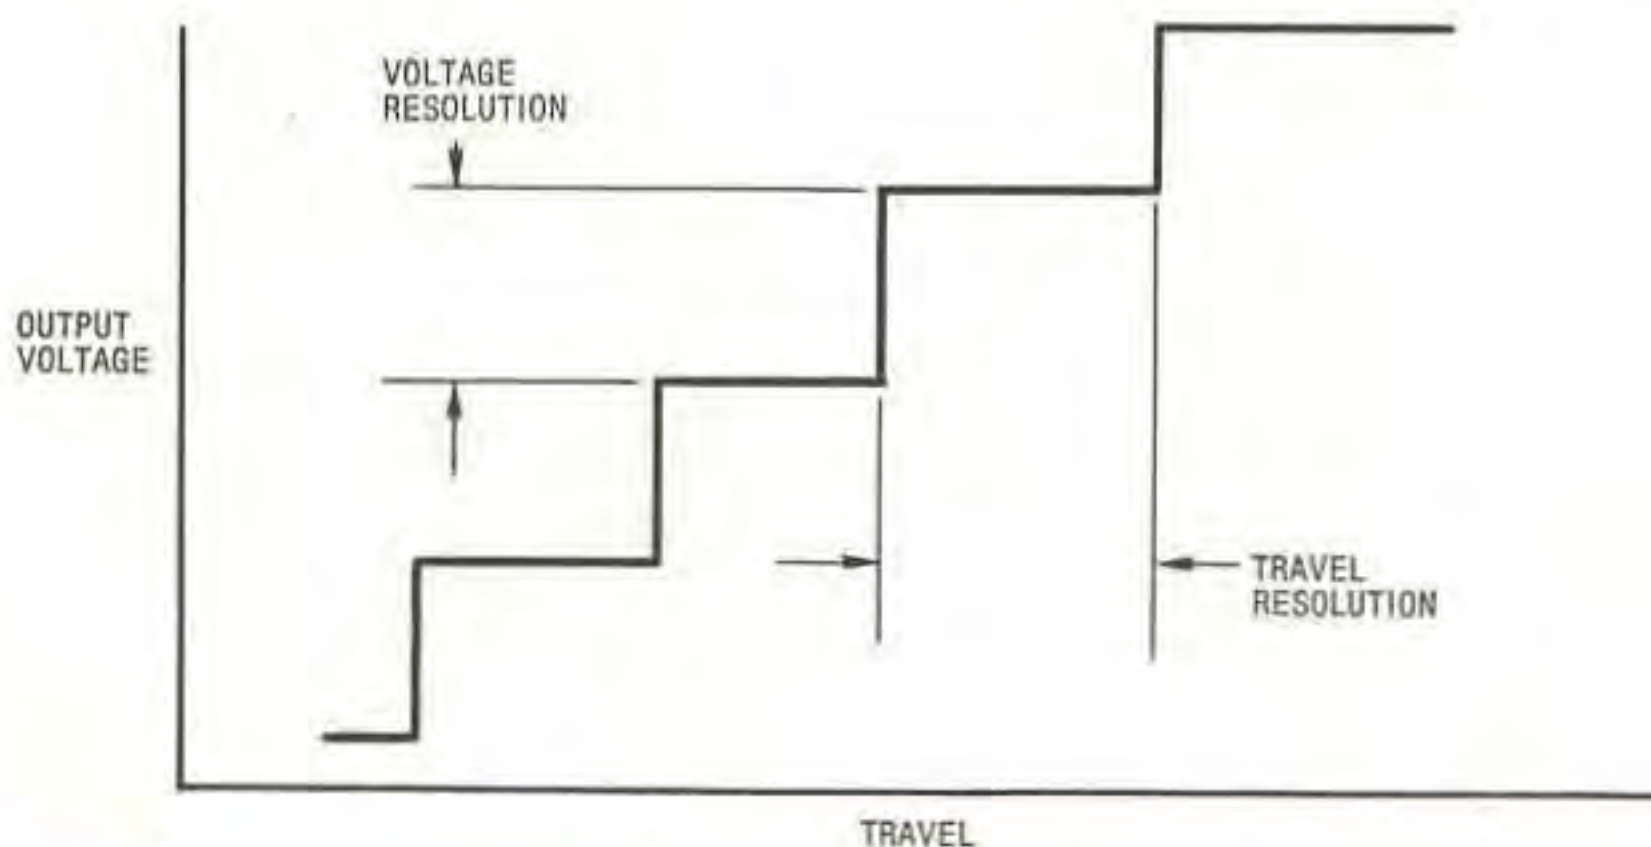 VOLTAGE
RESOLUTION
OUTPUT
VOLTAGE
TRAVEL
RESOLUTION
TRAVEL